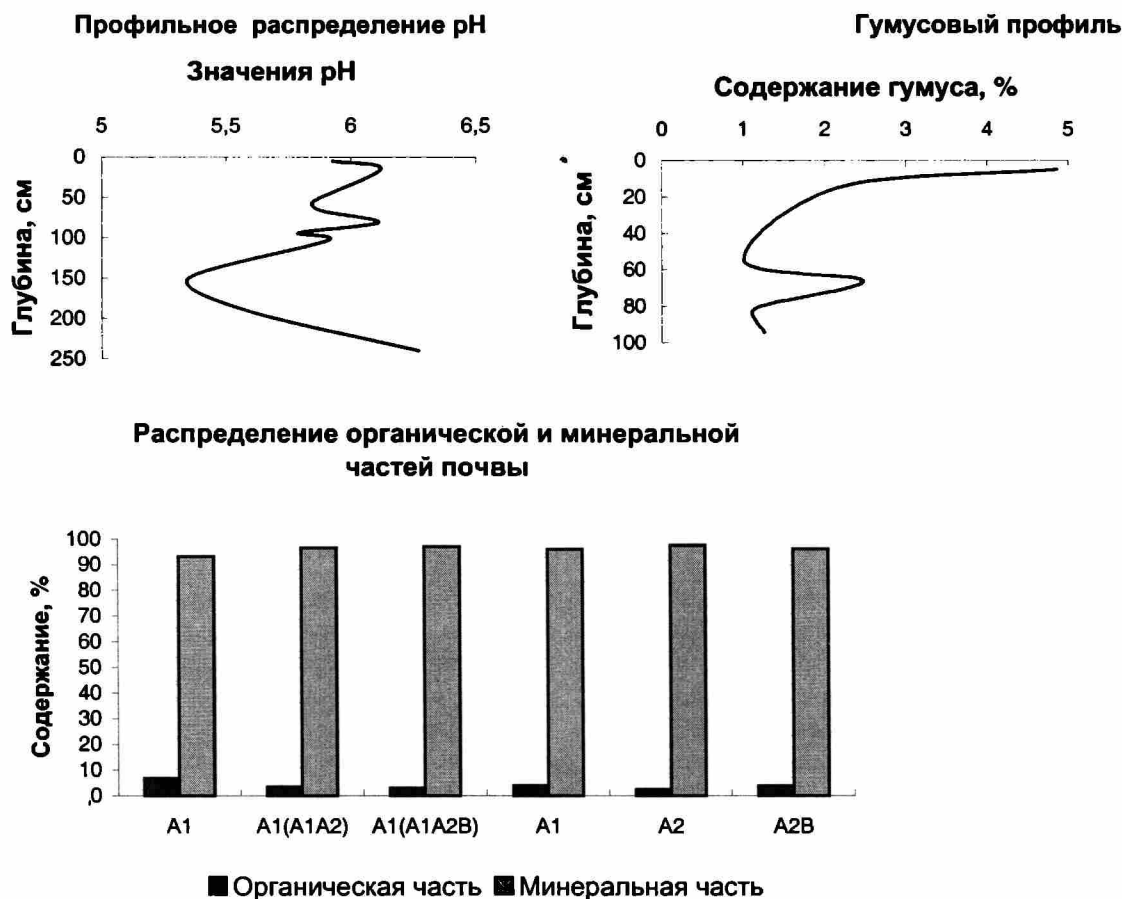 Профильное распределение pH
Значения pH
5 5,5 6 6,5
0
50
100
150
200
250
Глубина, см
Гумусовый профиль
Содержание гумуса, %
0 1 2 3 4 5
0
20
40
60
80
100
Глубина, см
Распределение органической и минеральной
частей почвы
Содержание, %
100
90
80
70
60
50
40
30
20
10
,0
A1 A1(A1A2) A1(A1A2B) A1 A2 A2B
Органическая часть Минеральная часть